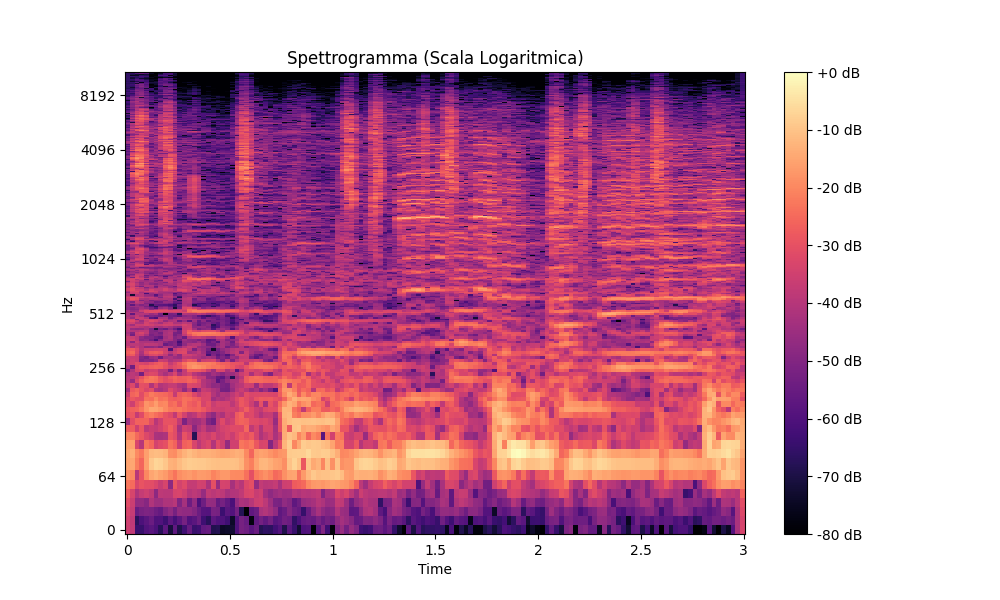 Spettrogramma (Scala Logaritmica)
Hz
8192
4096
2048
1024
512
256
128
64
0
0
0.5
1
1.5
2
2.5
3
Time
+0 dB
-10 dB
-20 dB
-30 dB
-40 dB
-50 dB
-60 dB
-70 dB
-80 dB